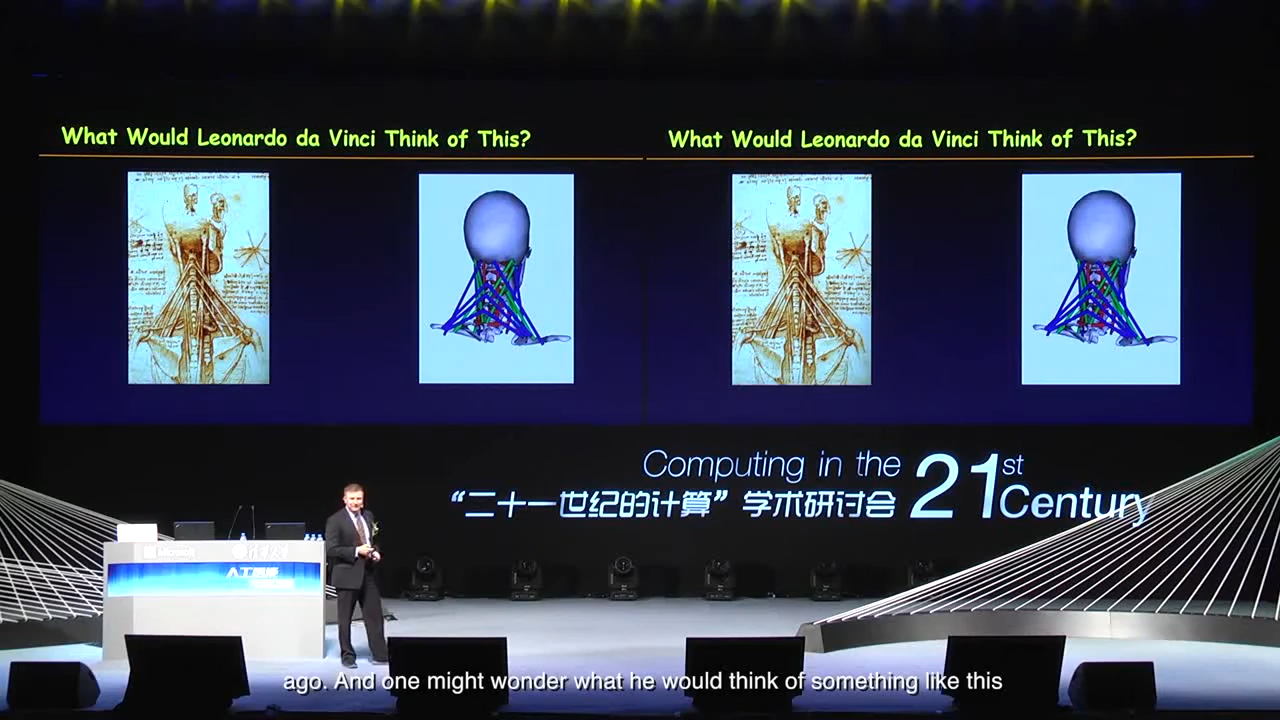 What Would Leonardo da Vinci Think of This?
What Would Leonardo da Vinci Think of This?
Computing in the 21st Century
“二十一世纪的计算”学术研讨会
Microsoft
ago. And one might wonder what he would think of something like this